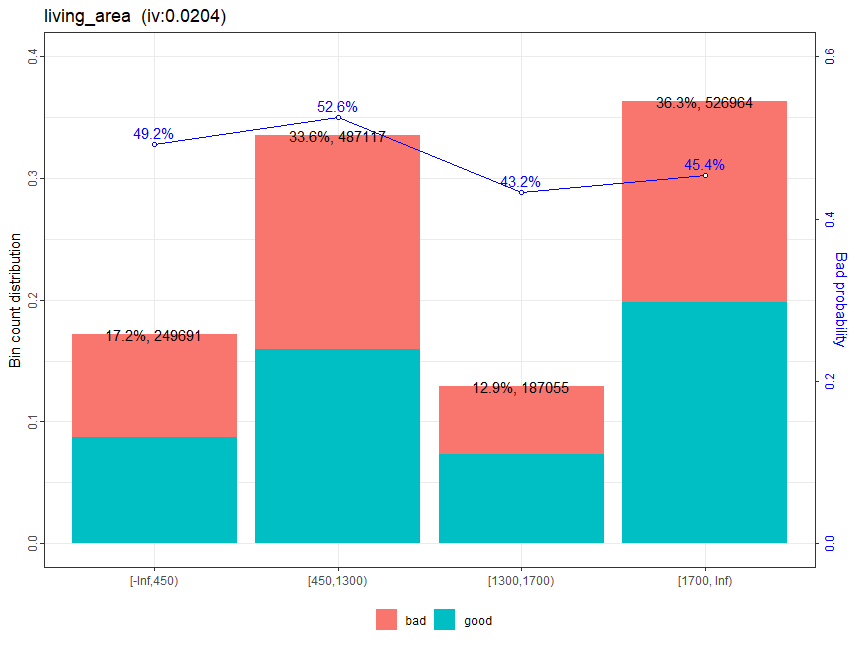 living_area (iv:0.0204)
0.4
0.3
0.2
0.1
0.0
Bin count distribution
49.2%
52.6%
43.2%
45.4%
17.2%, 249691
33.6%, 487117
12.9%, 187055
36.3%, 526964
0.6
0.4
0.2
0.0
Bad probability
[-Inf,450)
[450,1300)
[1300,1700)
[1700, Inf)
bad
good